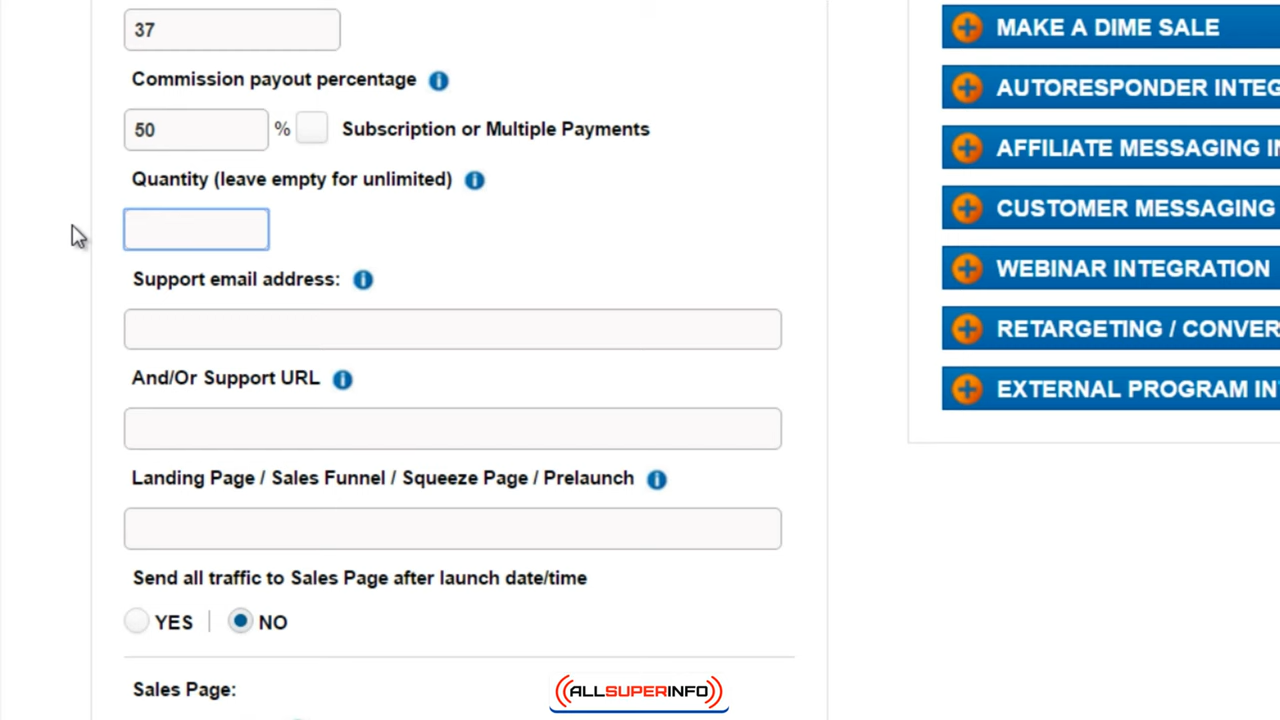 37
Commission payout percentage
50 % Subscription or Multiple Payments
Quantity (leave empty for unlimited)
Support email address:
And/Or Support URL
Landing Page / Sales Funnel / Squeeze Page / Prelaunch
Send all traffic to Sales Page after launch date/time
YES | NO
Sales Page:
MAKE A DIME SALE
AUTORESPONDER INTEG
AFFILIATE MESSAGING IN
CUSTOMER MESSAGING
WEBINAR INTEGRATION
RETARGETING / CONVER
EXTERNAL PROGRAM IN
ALLSUPERINFO